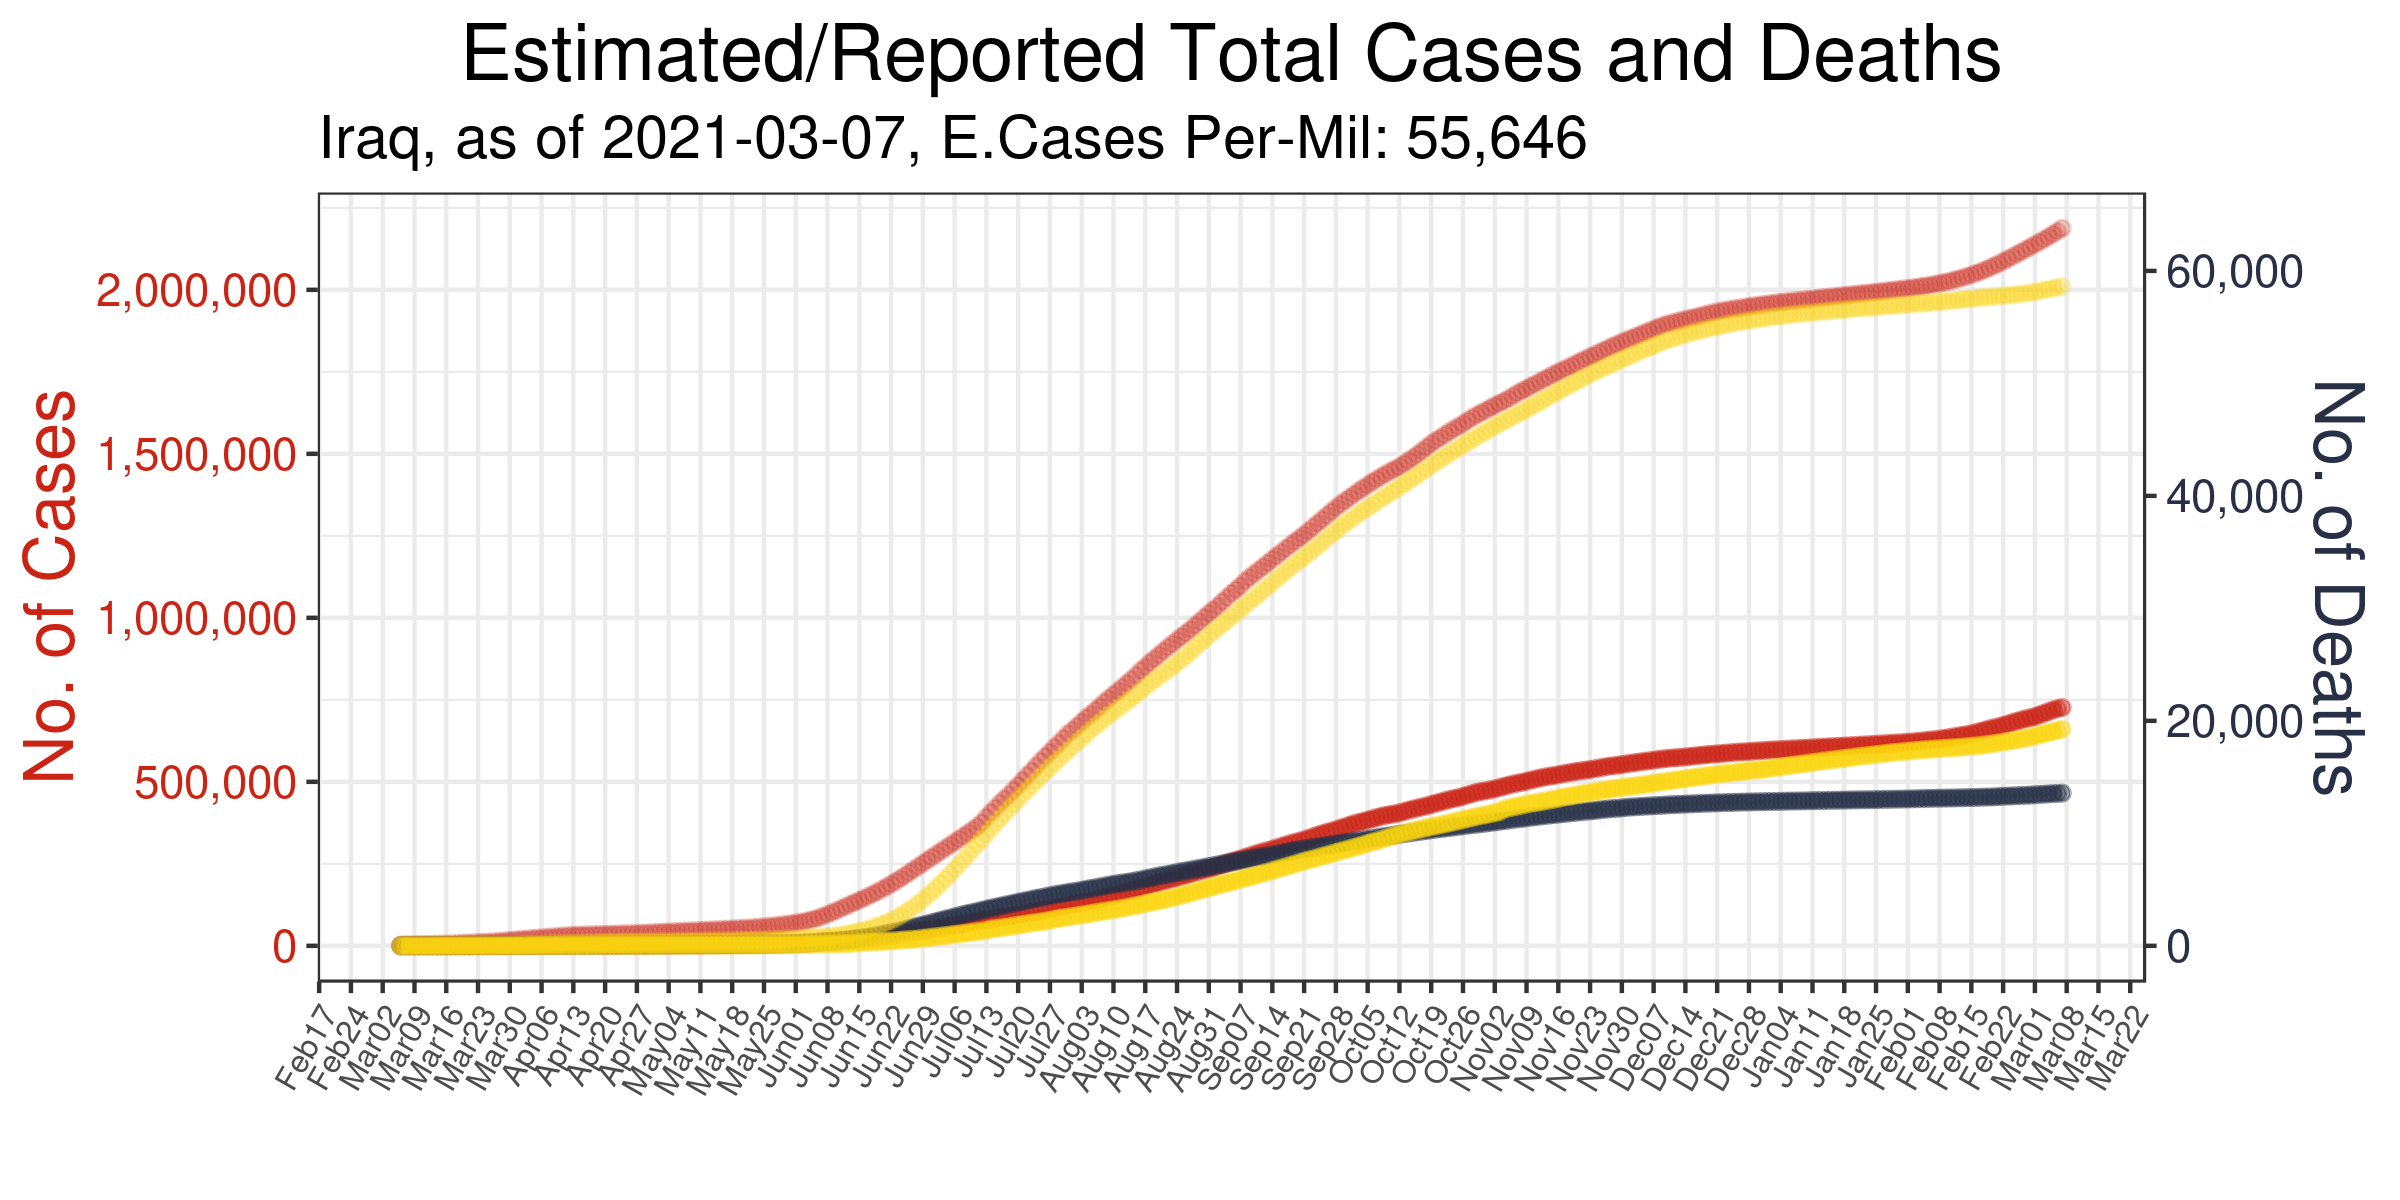 Estimated/Reported Total Cases and Deaths
Iraq, as of 2021-03-07, E.Cases Per-Mil: 55,646
No. of Cases
2,000,000
1,500,000
1,000,000
500,000
0
60,000
40,000
20,000
0
No. of Deaths
Feb17
Feb24
Mar02
Mar09
Mar16
Mar23
Mar30
Apr06
Apr13
Apr20
Apr27
May04
May11
May18
May25
Jun01
Jun08
Jun15
Jun22
Jun29
Jul06
Jul13
Jul20
Jul27
Aug03
Aug10
Aug17
Aug24
Aug31
Sep07
Sep14
Sep21
Sep28
Oct05
Oct12
Oct19
Oct26
Nov02
Nov09
Nov16
Nov23
Nov30
Dec07
Dec14
Dec21
Dec28
Jan04
Jan11
Jan18
Jan25
Feb01
Feb08
Feb15
Feb22
Mar01
Mar08
Mar15
Mar22